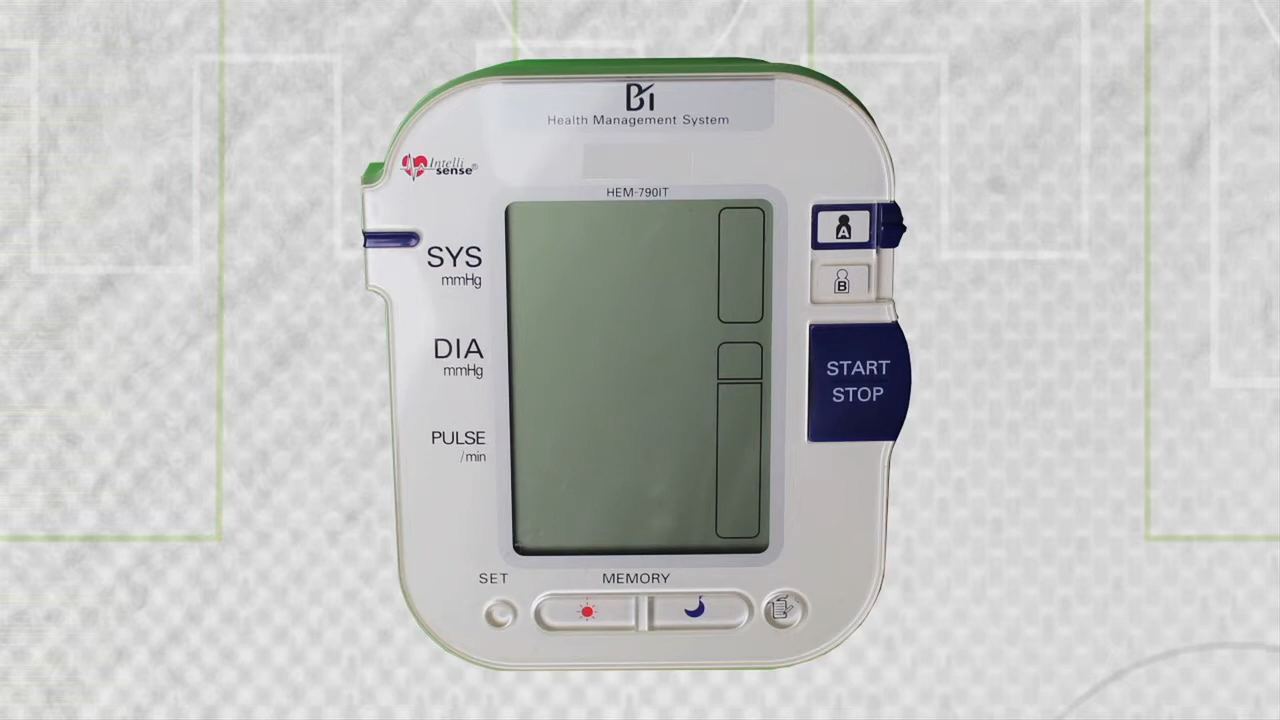 Bi
Health Management System
Intelli
sense®
HEM-790IT
SYS
mmHg
DIA
mmHg
PULSE
/min
A
B
START
STOP
SET
MEMORY